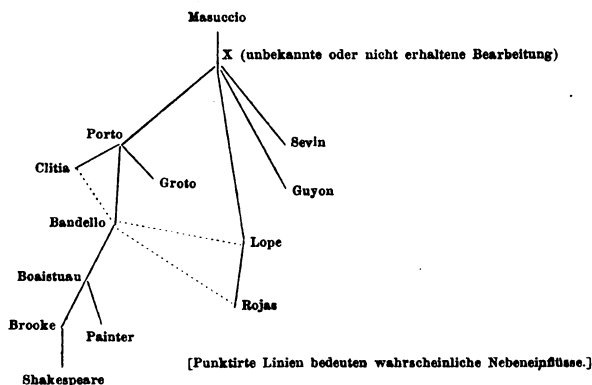 Masuccio
X (unbekannte oder nicht erhaltene Bearbeitung)
Porto
Sevin
Clitia
Groto
Guyon
Bandello
Lope
Boaistuau
Rojas
Brooke
Painter
[Punktirte Linien bedeuten wahrscheinliche Nebeneinflüsse.]
Shakespeare